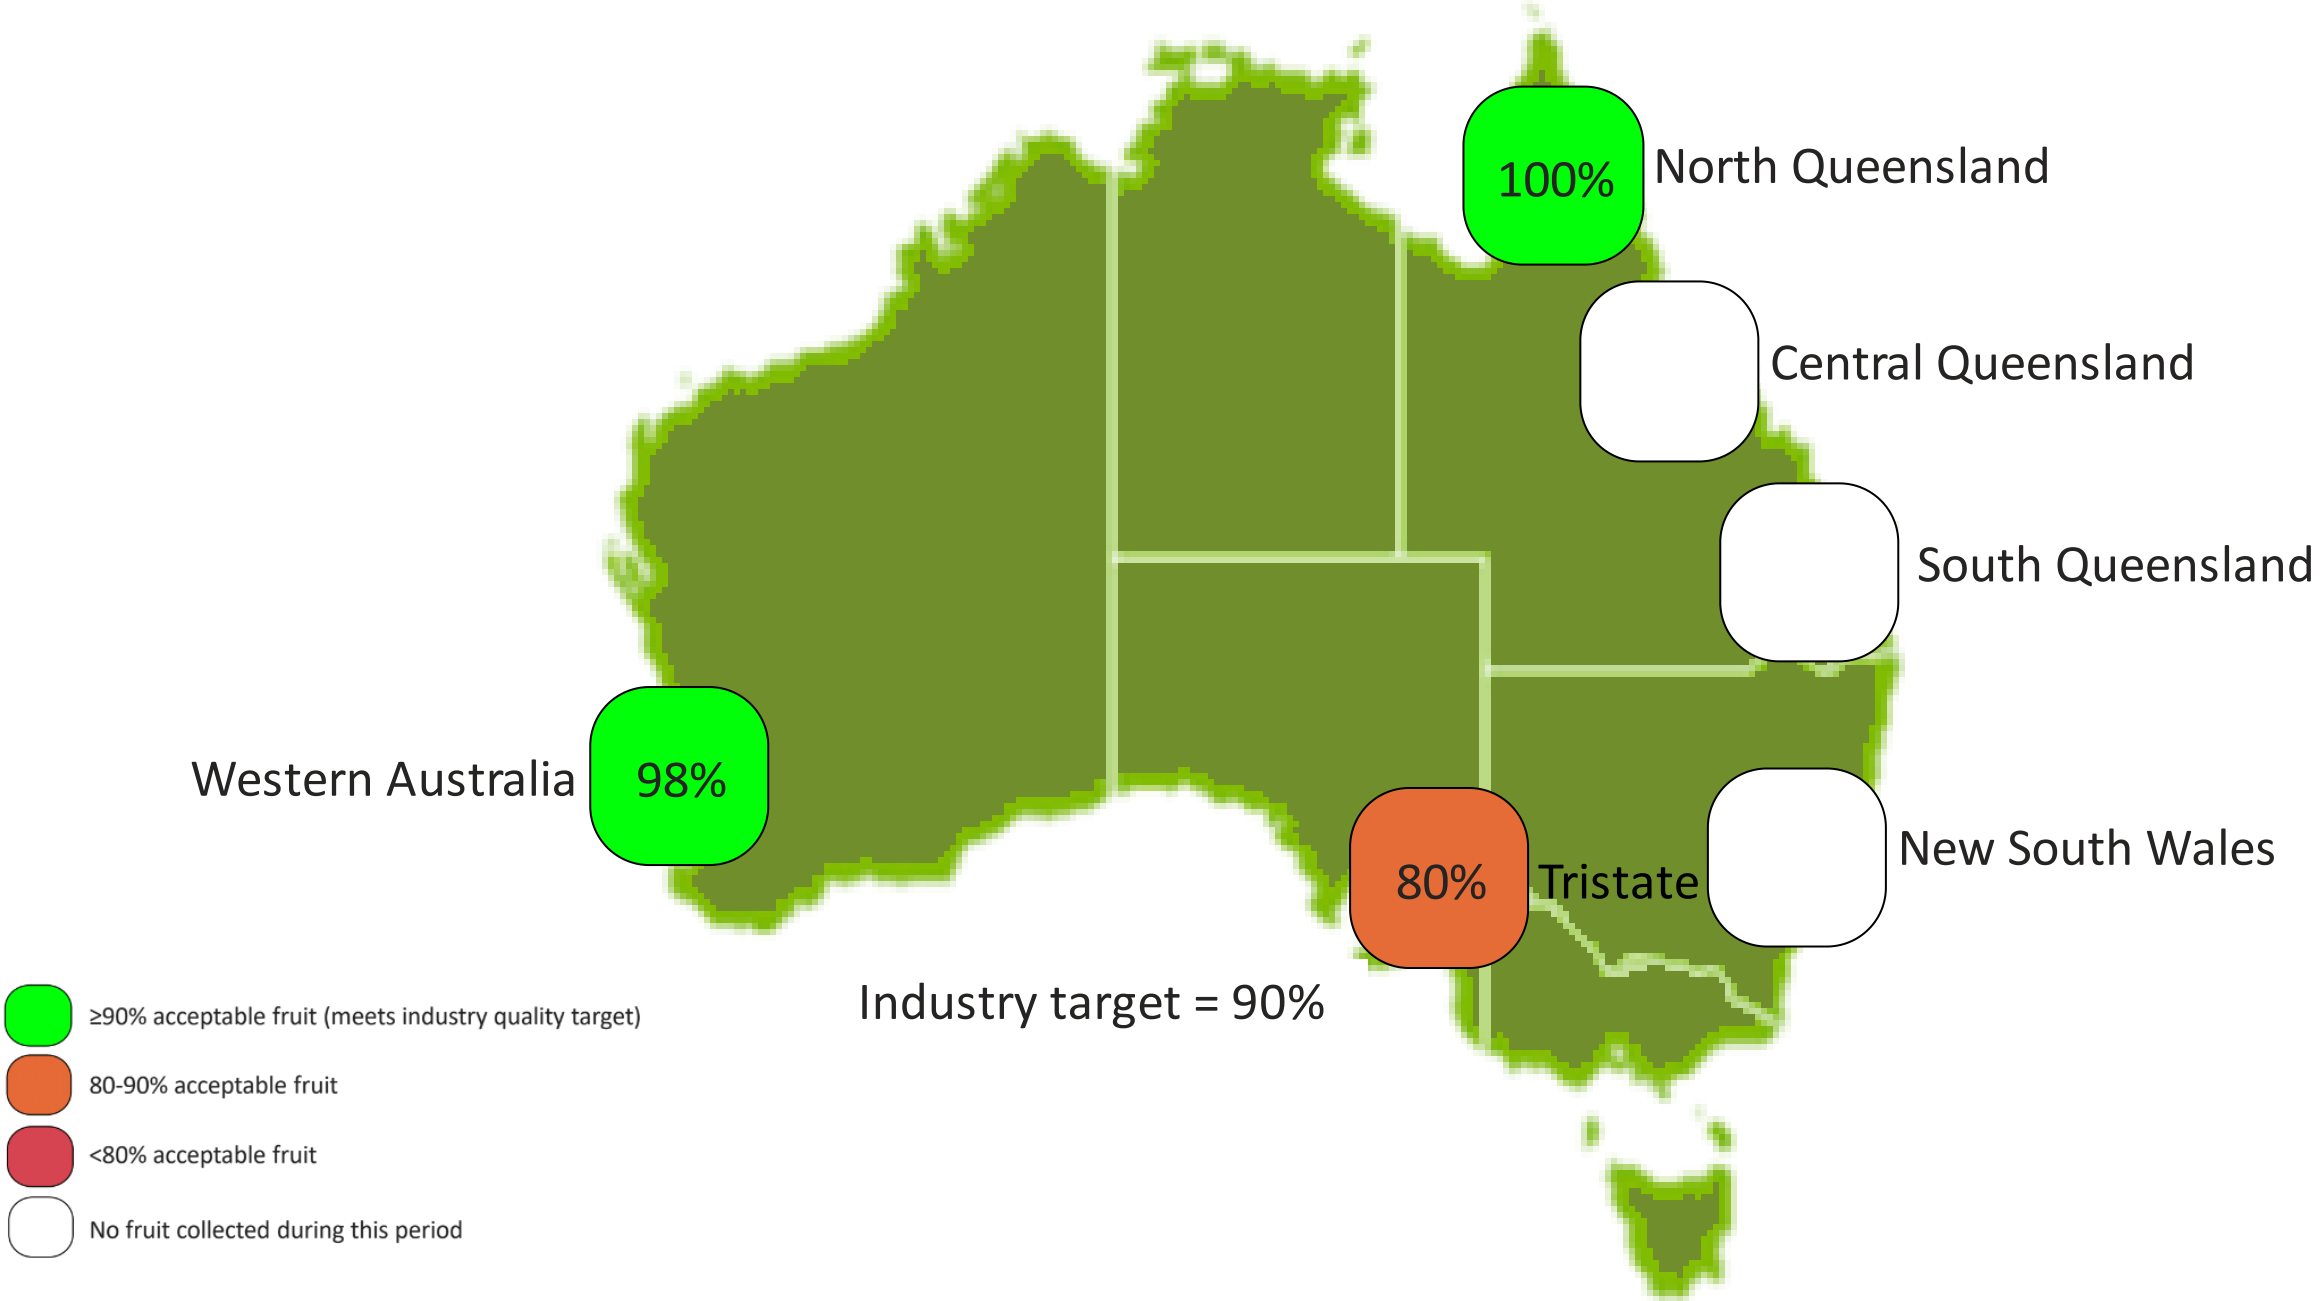 100%
North Queensland
Central Queensland
South Queensland
Western Australia
98%
New South Wales
80%
Tristate
Industry target = 90%
≥90% acceptable fruit (meets industry quality target)
80-90% acceptable fruit
<80% acceptable fruit
No fruit collected during this period